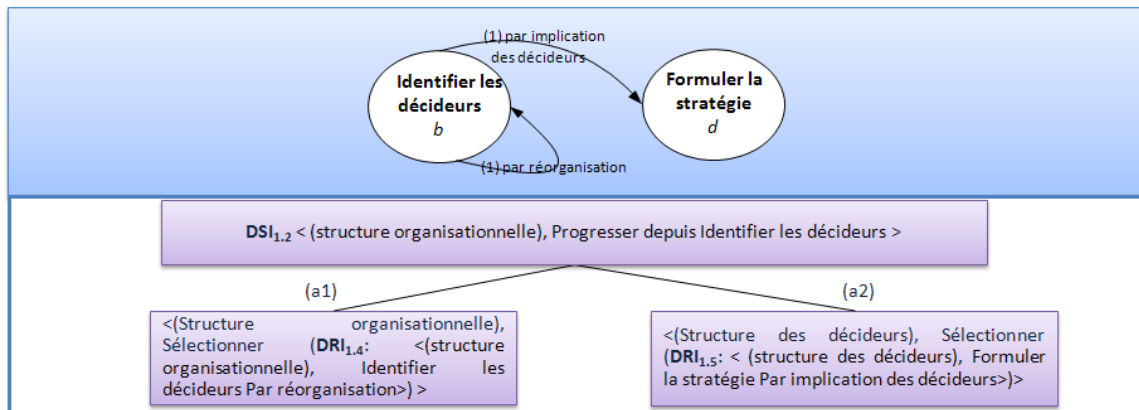 (1) par implication
des décideurs
Identifier les
décideurs
b
Formuler la
stratégie
d
(1) par réorganisation
DSI1.2 < (structure organisationnelle), Progresser depuis Identifier les décideurs >
(a1)
(a2)
<(Structure organisationnelle),
Sélectionner (DRI1.4: <(structure
organisationnelle), Identifier les
décideurs Par réorganisation>) >
<(Structure des décideurs), Sélectionner
(DRI1.5: < (structure des décideurs), Formuler
la stratégie Par implication des décideurs>)>